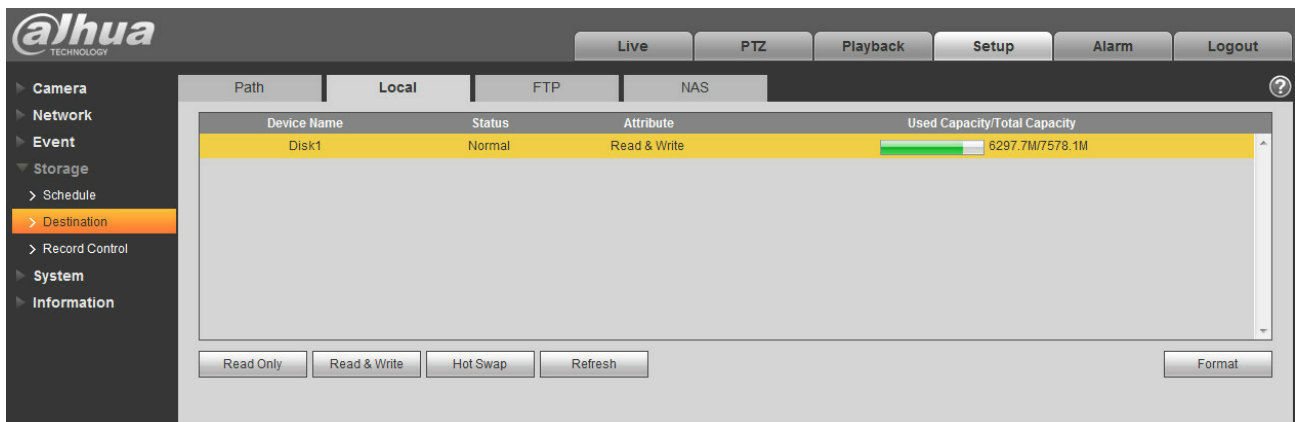 alhua
TECHNOLOGY
Live PTZ Playback Setup Alarm Logout
Camera
Network
Event
Storage
Schedule
Destination
Record Control
System
Information
Path Local FTP NAS
?
Device Name Status Attribute Used Capacity/Total Capacity
Disk1 Normal Read & Write 6297.7M/7578.1M
Read Only Read & Write Hot Swap Refresh Format